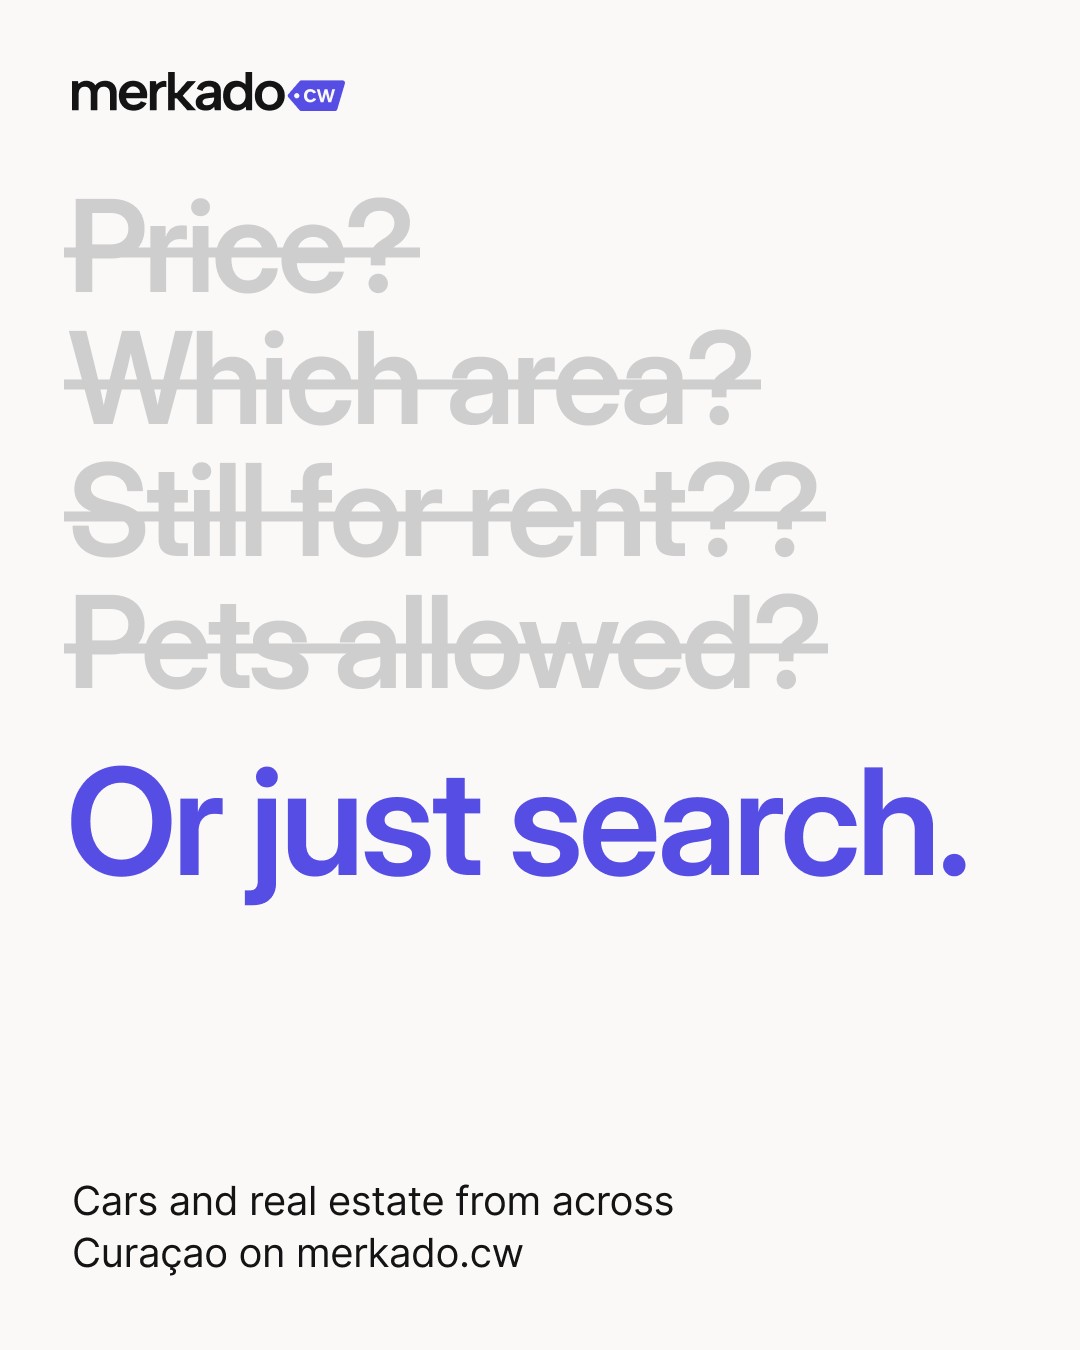 merkado CW
Price?
Which area?
Still for rent??
Pets allowed?
Or just search.
Cars and real estate from across
Curaçao on merkado.cw